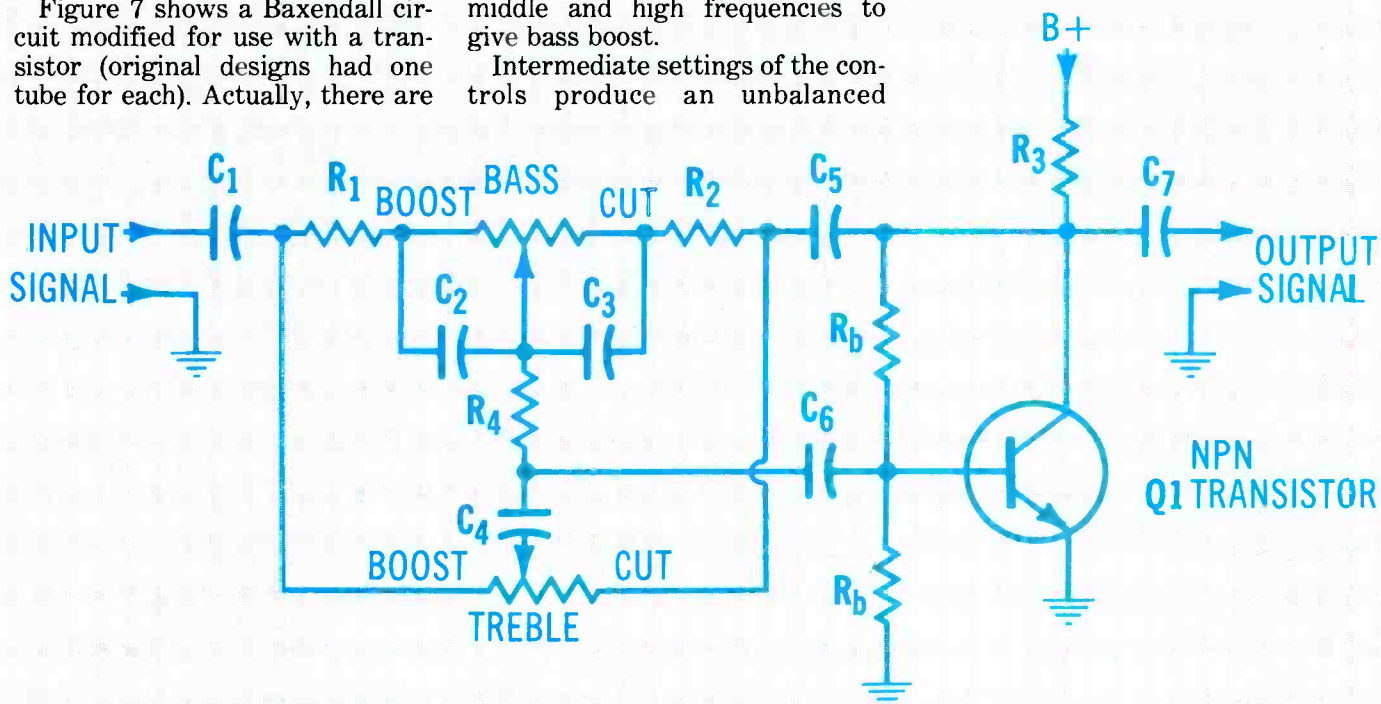 Figure 7 shows a Baxendall cir-
cuit modified for use with a tran-
sistor (original designs had one
tube for each). Actually, there are
middle and high frequencies to
give bass boost.
Intermediate settings of the con-
trols produce an unbalanced
B+
R3
C1
R1
BOOST
BASS
CUT
R2
C5
C7
INPUT
SIGNAL
OUTPUT
SIGNAL
C2
C3
Rb
R4
C6
NPN
Q1 TRANSISTOR
C4
BOOST
CUT
TREBLE
Rb